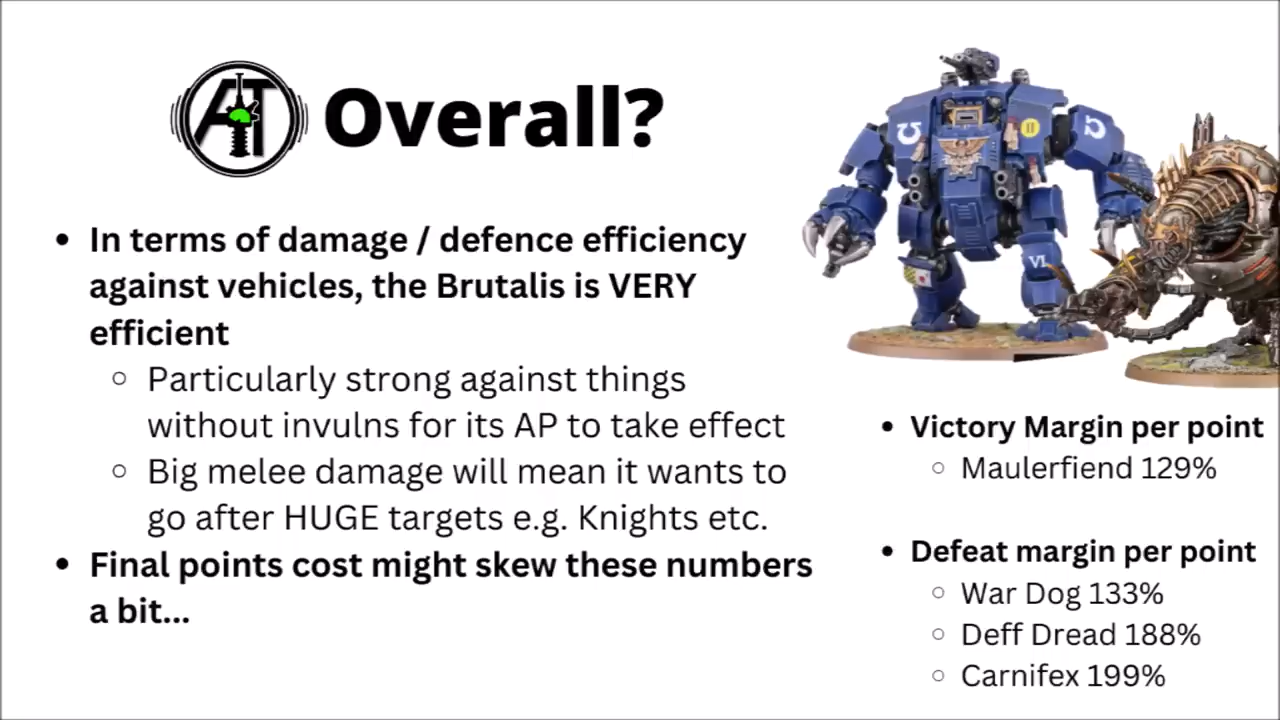 AT
Overall?
In terms of damage / defence efficiency
against vehicles, the Brutalis is VERY
efficient
Particularly strong against things
without invulns for its AP to take effect
Big melee damage will mean it wants to
go after HUGE targets e.g. Knights etc.
Final points cost might skew these numbers
a bit...
II
VI
Victory Margin per point
Maulerfiend 129%
Defeat margin per point
War Dog 133%
Deff Dread 188%
Carnifex 199%